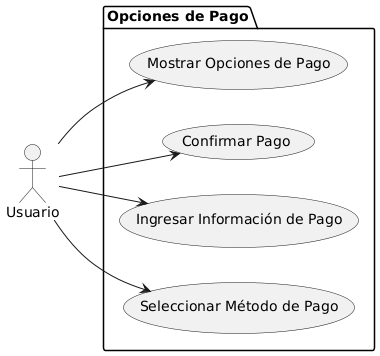 Opciones de Pago
Mostrar Opciones de Pago
Confirmar Pago
Usuario
Ingresar Información de Pago
Seleccionar Método de Pago